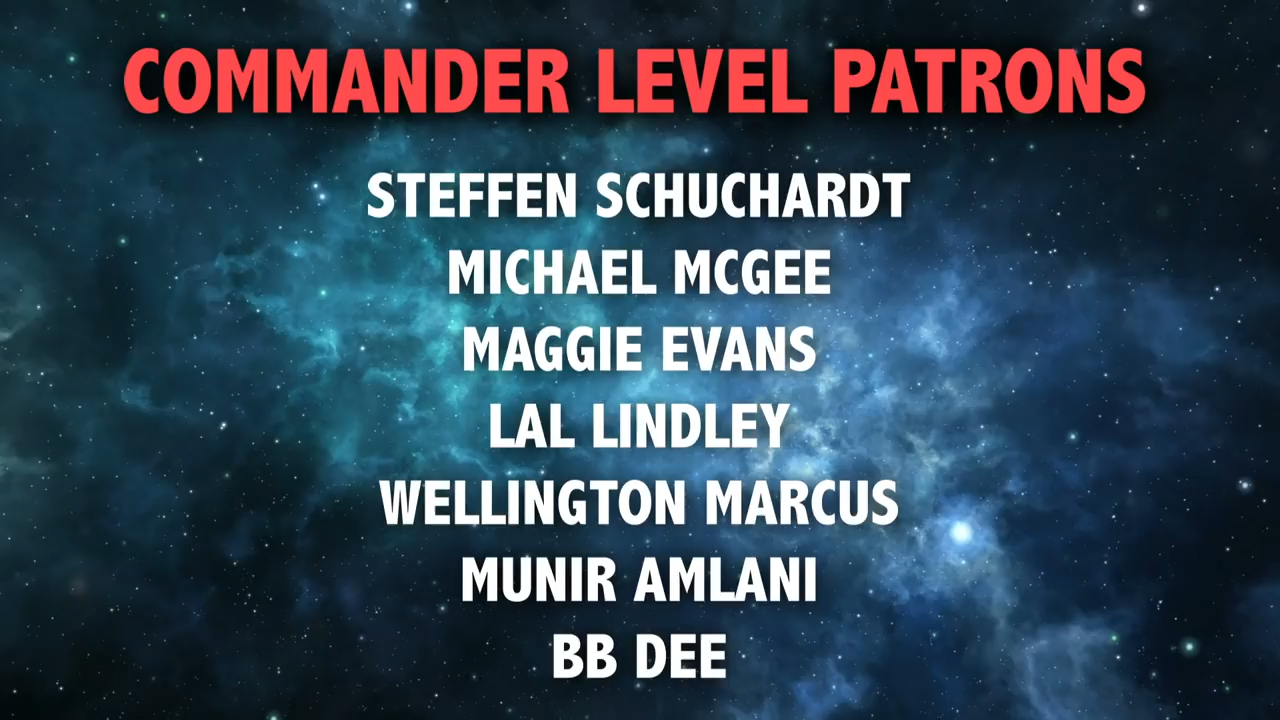 COMMANDER LEVEL PATRONS
STEFFEN SCHUCHARDT
MICHAEL MCGEE
MAGGIE EVANS
LAL LINDLEY
WELLINGTON MARCUS
MUNIR AMLANI
BB DEE